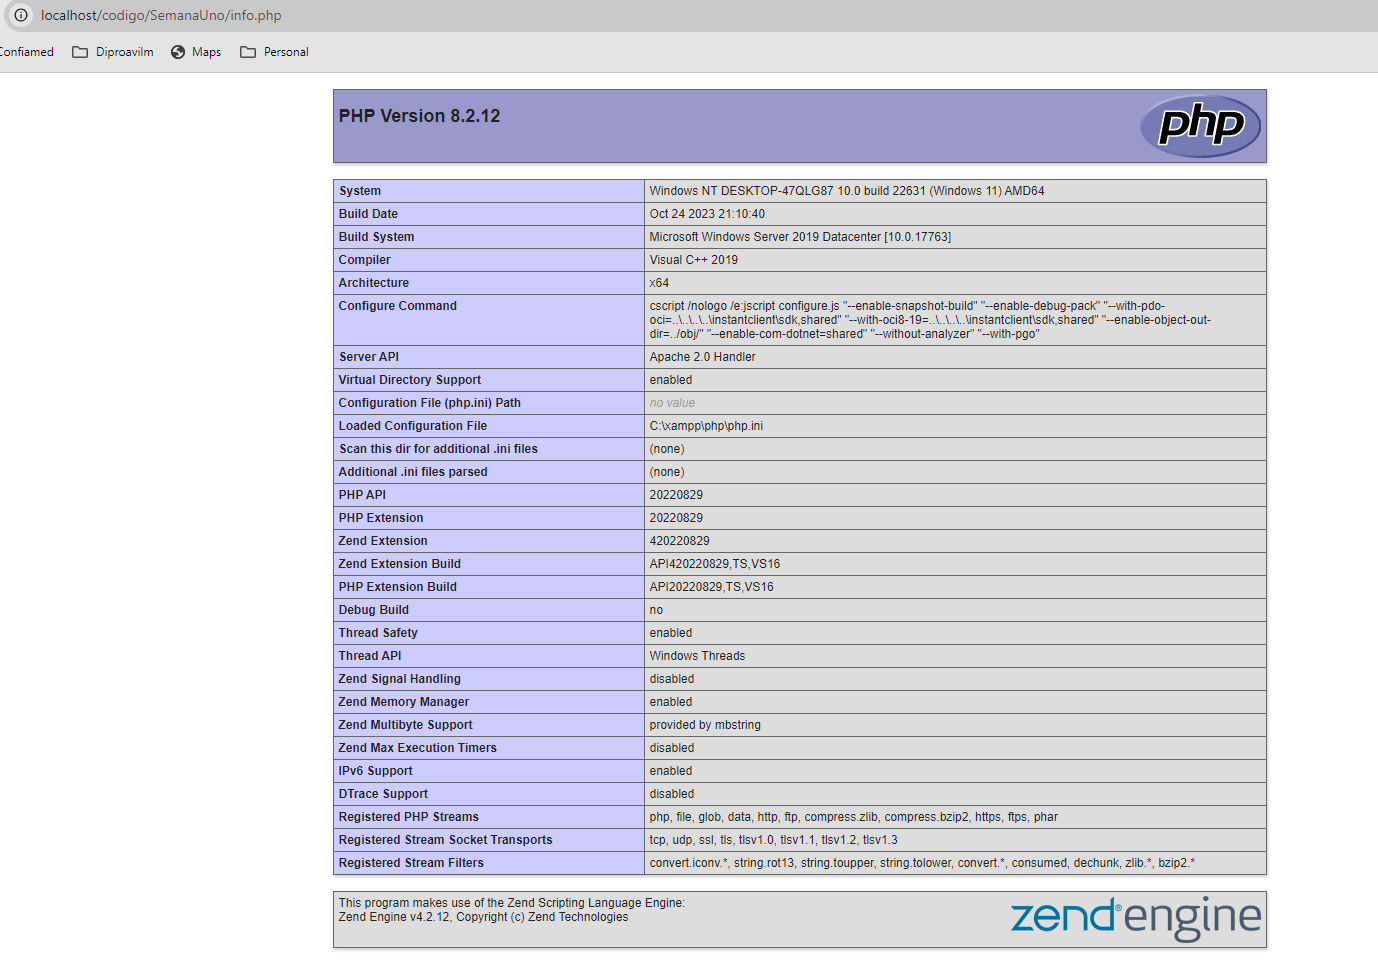 localhost/codigo/SemanaUno/info.php
Confiamed Diproavilm Maps Personal
PHP Version 8.2.12
php
System Windows NT DESKTOP-47QLG87 10.0 build 22631 (Windows 11) AMD64
Build Date Oct 24 2023 21:10:40
Build System Microsoft Windows Server 2019 Datacenter [10.0.17763]
Compiler Visual C++ 2019
Architecture x64
Configure Command cscript /nologo /e:jscript configure.js "--enable-snapshot-build" "--enable-debug-pack" "--with-pdo-
oci=..\..\..\..\instantclient\sdk,shared" "--with-oci8-19=..\..\..\..\instantclient\sdk,shared" "--enable-object-out-
dir=../obj/" "--enable-com-dotnet=shared" "--without-analyzer" "--with-pgo"
Server API Apache 2.0 Handler
Virtual Directory Support enabled
Configuration File (php.ini) Path no value
Loaded Configuration File C:\xampp\php\php.ini
Scan this dir for additional .ini files (none)
Additional .ini files parsed (none)
PHP API 20220829
PHP Extension 20220829
Zend Extension 420220829
Zend Extension Build API420220829,TS,VS16
PHP Extension Build API20220829,TS,VS16
Debug Build no
Thread Safety enabled
Thread API Windows Threads
Zend Signal Handling disabled
Zend Memory Manager enabled
Zend Multibyte Support provided by mbstring
Zend Max Execution Timers disabled
IPv6 Support enabled
DTrace Support disabled
Registered PHP Streams php, file, glob, data, http, ftp, compress.zlib, compress.bzip2, https, ftps, phar
Registered Stream Socket Transports tcp, udp, ssl, tls, tlsv1.0, tlsv1.1, tlsv1.2, tlsv1.3
Registered Stream Filters convert.iconv.*, string.rot13, string.toupper, string.tolower, convert.*, consumed, dechunk, zlib.*, bzip2.*
This program makes use of the Zend Scripting Language Engine:
Zend Engine v4.2.12, Copyright (c) Zend Technologies
zend®engine